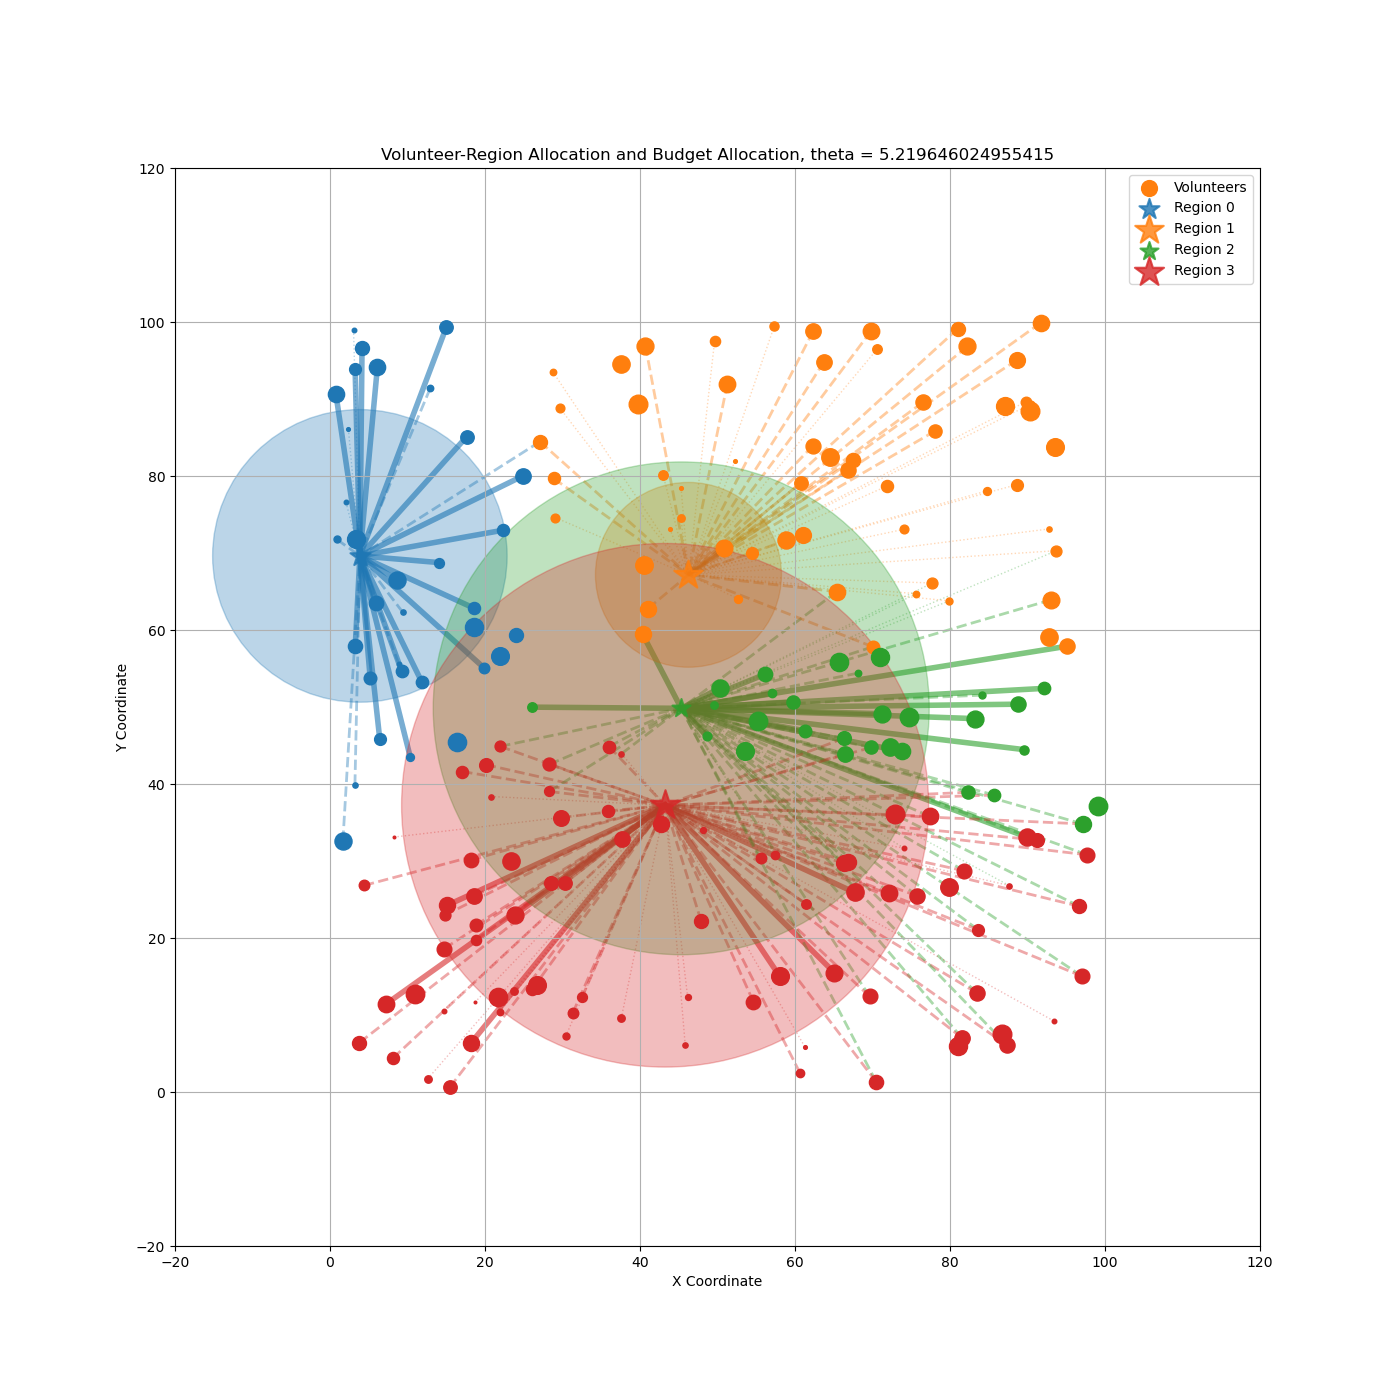 Volunteer-Region Allocation and Budget Allocation, theta = 5.219646024955415
120
100
80
60
40
20
0
−20
Y Coordinate
Volunteers
Region 0
Region 1
Region 2
Region 3
−20 0 20 40 60 80 100 120
X Coordinate